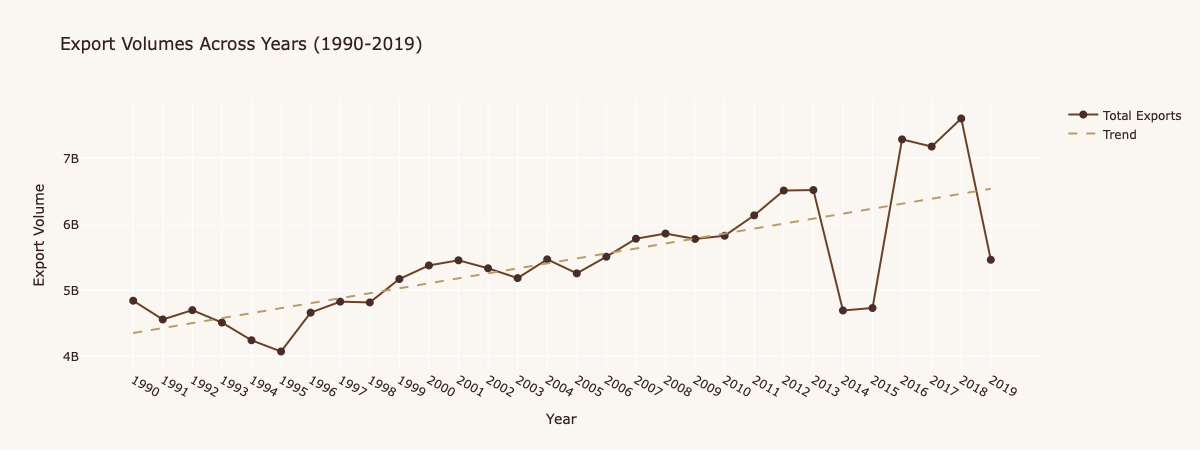 Export Volumes Across Years (1990-2019)
Total Exports
Trend
7B
6B
5B
4B
Export Volume
1990 1991 1992 1993 1994 1995 1996 1997 1998 1999 2000 2001 2002 2003 2004 2005 2006 2007 2008 2009 2010 2011 2012 2013 2014 2015 2016 2017 2018 2019
Year